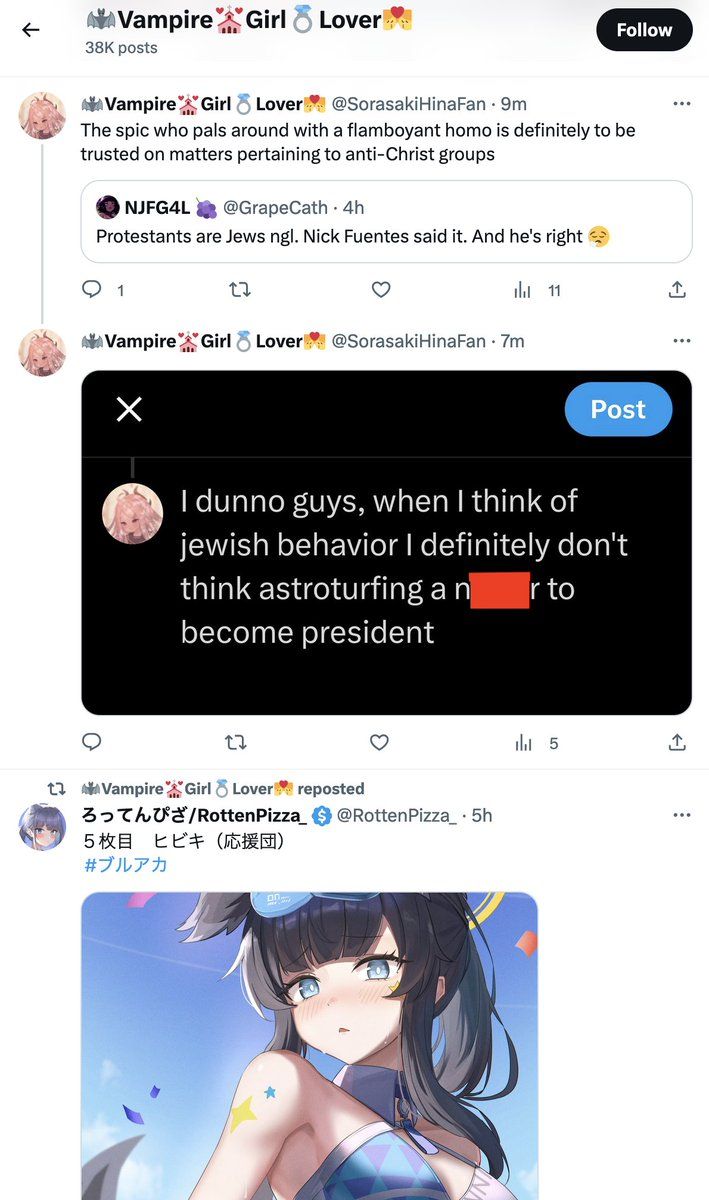 🦇Vampire💒Girl💍Lover💏
38K posts
Follow
🦇Vampire💒Girl💍Lover💏 @SorasakiHinaFan · 9m
The spic who pals around with a flamboyant homo is definitely to be
trusted on matters pertaining to anti-Christ groups
NJFG4L 🍇 @GrapeCath · 4h
Protestants are Jews ngl. Nick Fuentes said it. And he's right 😮‍💨
1
11
🦇Vampire💒Girl💍Lover💏 @SorasakiHinaFan · 7m
Post
I dunno guys, when I think of
jewish behavior I definitely don't
think astroturfing a n r to
become president
5
🦇Vampire💒Girl💍Lover💏 reposted
ろってんぴざ/RottenPizza_ @RottenPizza_ · 5h
５枚目　ヒビキ（応援団）
#ブルアカ